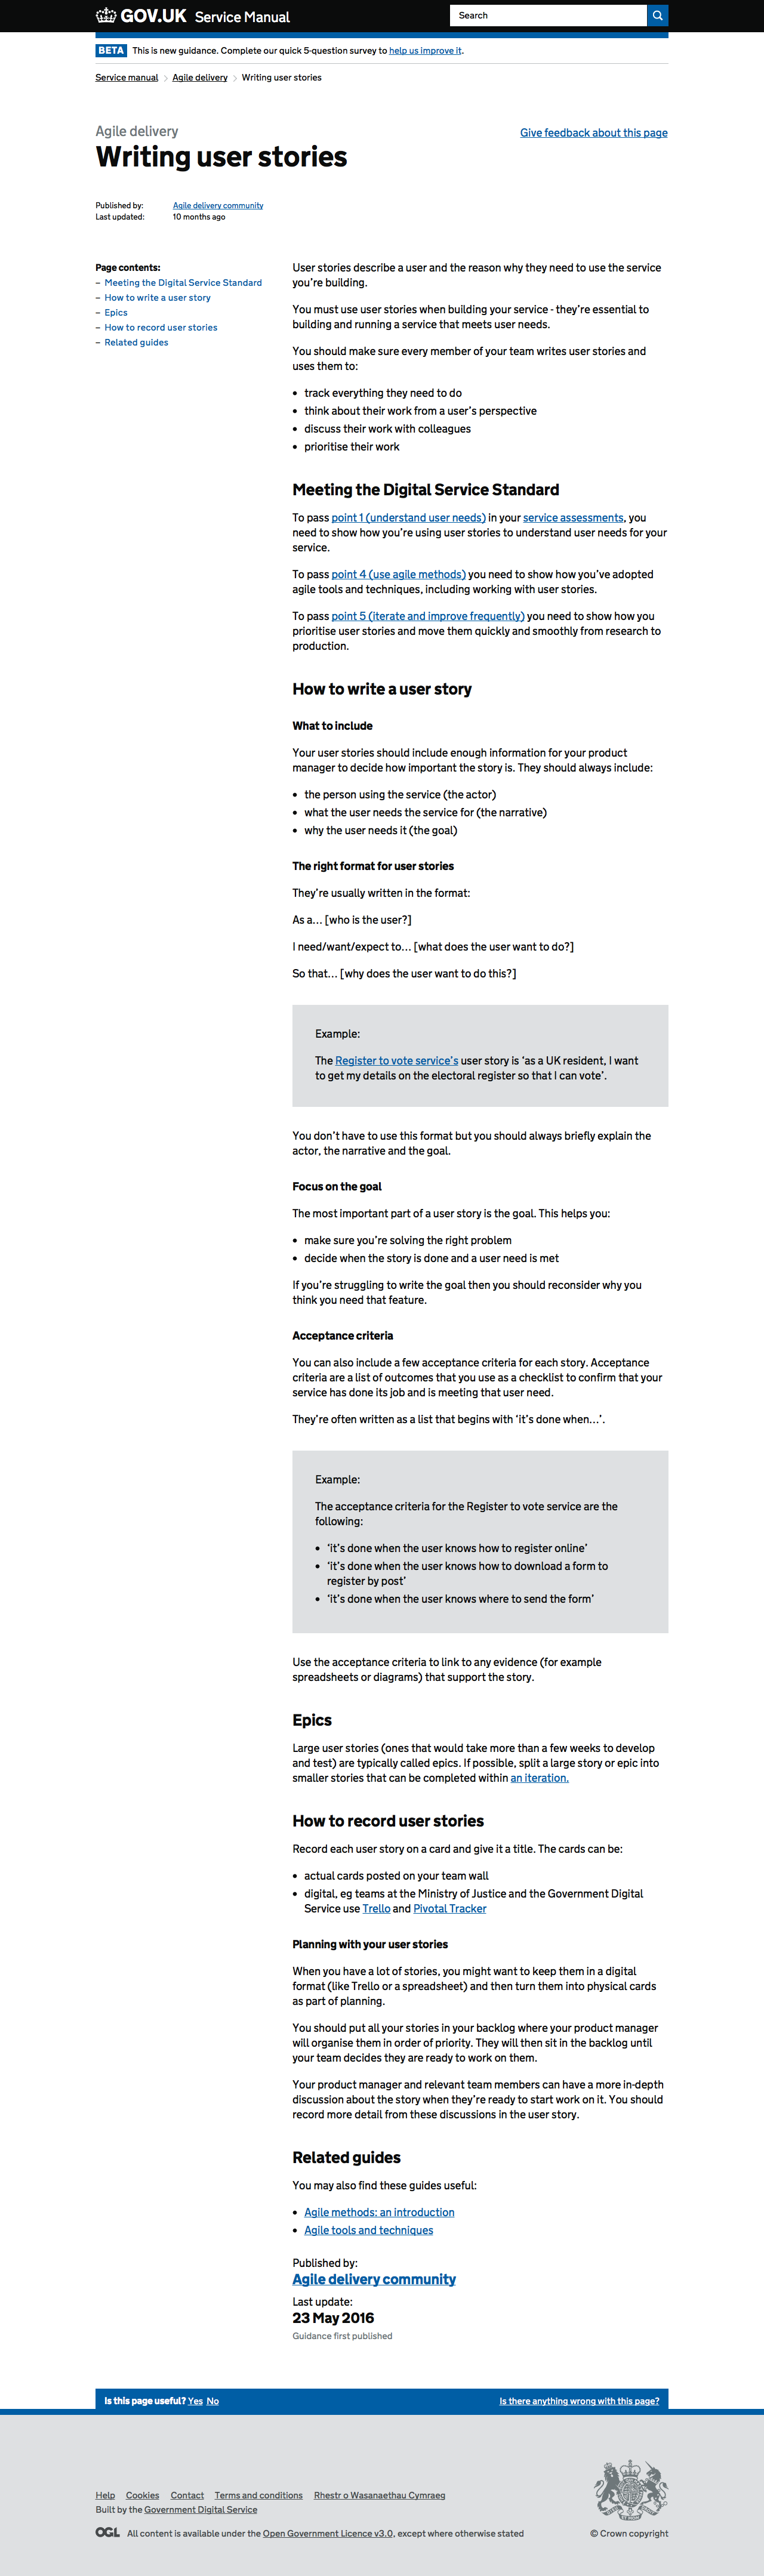 GOV.UK Service Manual
Search
BETA This is new guidance. Complete our quick 5-question survey to help us improve it.
Service manual Agile delivery Writing user stories
Agile delivery
Give feedback about this page
Writing user stories
Published by: Agile delivery community
Last updated: 10 months ago
Page contents:
– Meeting the Digital Service Standard
– How to write a user story
– Epics
– How to record user stories
– Related guides
User stories describe a user and the reason why they need to use the service
you’re building.
You must use user stories when building your service - they’re essential to
building and running a service that meets user needs.
You should make sure every member of your team writes user stories and
uses them to:
• track everything they need to do
• think about their work from a user’s perspective
• discuss their work with colleagues
• prioritise their work
Meeting the Digital Service Standard
To pass point 1 (understand user needs) in your service assessments, you
need to show how you’re using user stories to understand user needs for your
service.
To pass point 4 (use agile methods) you need to show how you’ve adopted
agile tools and techniques, including working with user stories.
To pass point 5 (iterate and improve frequently) you need to show how you
prioritise user stories and move them quickly and smoothly from research to
production.
How to write a user story
What to include
Your user stories should include enough information for your product
manager to decide how important the story is. They should always include:
• the person using the service (the actor)
• what the user needs the service for (the narrative)
• why the user needs it (the goal)
The right format for user stories
They’re usually written in the format:
As a… [who is the user?]
I need/want/expect to… [what does the user want to do?]
So that… [why does the user want to do this?]
Example:
The Register to vote service’s user story is ‘as a UK resident, I want
to get my details on the electoral register so that I can vote’.
You don’t have to use this format but you should always briefly explain the
actor, the narrative and the goal.
Focus on the goal
The most important part of a user story is the goal. This helps you:
• make sure you’re solving the right problem
• decide when the story is done and a user need is met
If you’re struggling to write the goal then you should reconsider why you
think you need that feature.
Acceptance criteria
You can also include a few acceptance criteria for each story. Acceptance
criteria are a list of outcomes that you use as a checklist to confirm that your
service has done its job and is meeting that user need.
They’re often written as a list that begins with ‘it’s done when…’.
Example:
The acceptance criteria for the Register to vote service are the
following:
• ‘it’s done when the user knows how to register online’
• ‘it’s done when the user knows how to download a form to
register by post’
• ‘it’s done when the user knows where to send the form’
Use the acceptance criteria to link to any evidence (for example
spreadsheets or diagrams) that support the story.
Epics
Large user stories (ones that would take more than a few weeks to develop
and test) are typically called epics. If possible, split a large story or epic into
smaller stories that can be completed within an iteration.
How to record user stories
Record each user story on a card and give it a title. The cards can be:
• actual cards posted on your team wall
• digital, eg teams at the Ministry of Justice and the Government Digital
Service use Trello and Pivotal Tracker
Planning with your user stories
When you have a lot of stories, you might want to keep them in a digital
format (like Trello or a spreadsheet) and then turn them into physical cards
as part of planning.
You should put all your stories in your backlog where your product manager
will organise them in order of priority. They will then sit in the backlog until
your team decides they are ready to work on them.
Your product manager and relevant team members can have a more in-depth
discussion about the story when they’re ready to start work on it. You should
record more detail from these discussions in the user story.
Related guides
You may also find these guides useful:
• Agile methods: an introduction
• Agile tools and techniques
Published by:
Agile delivery community
Last update:
23 May 2016
Guidance first published
Is this page useful? Yes No
Is there anything wrong with this page?
Help Cookies Contact Terms and conditions Rhestr o Wasanaethau Cymraeg
Built by the Government Digital Service
OGL All content is available under the Open Government Licence v3.0, except where otherwise stated
© Crown copyright